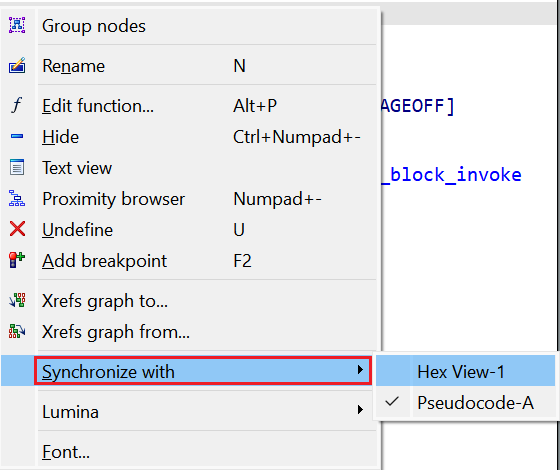 Group nodes
Rename N
Edit function... Alt+P
AGEOFF]
Hide Ctrl+Numpad+-
Text view
_block_invoke
Proximity browser Numpad+-
Undefine U
Add breakpoint F2
Xrefs graph to...
Xrefs graph from...
Synchronize with
Hex View-1
Pseudocode-A
Lumina
Font...